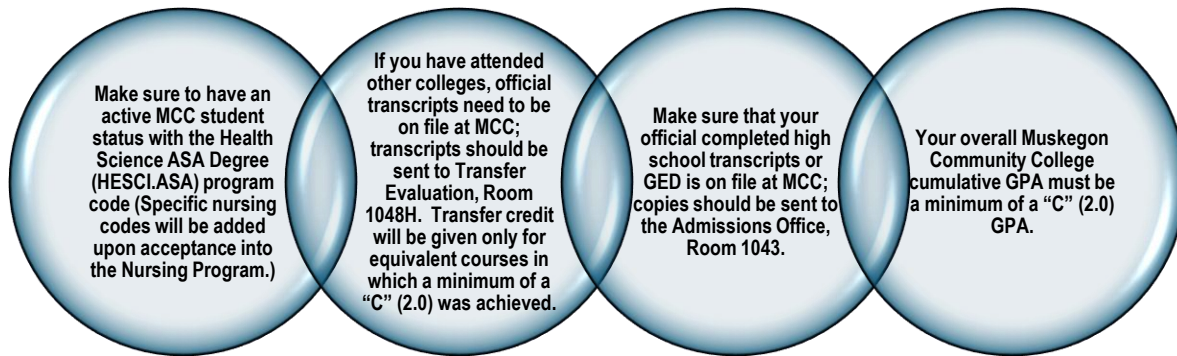 Make sure to have an
active MCC student
status with the Health
Science ASA Degree
(HESCI.ASA) program
code (Specific nursing
codes will be added
upon acceptance into
the Nursing Program.)
If you have attended
other colleges, official
transcripts need to be
on file at MCC;
transcripts should be
sent to Transfer
Evaluation, Room
1048H.  Transfer credit
will be given only for
equivalent courses in
which a minimum of a
“C” (2.0) was achieved.
Make sure that your
official completed high
school transcripts or
GED is on file at MCC;
copies should be sent to
the Admissions Office,
Room 1043.
Your overall Muskegon
Community College
cumulative GPA must be
a minimum of a “C” (2.0)
GPA.